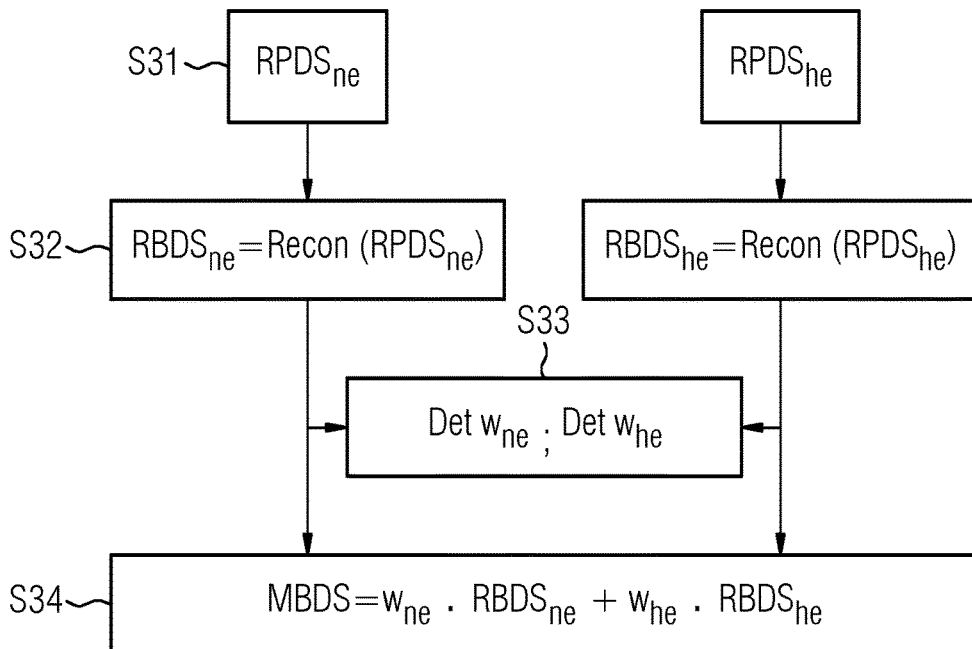 S31
RPDS_ne
RPDS_he
S32
RBDS_ne=Recon (RPDS_ne)
RBDS_he=Recon (RPDS_he)
S33
Det w_ne ; Det w_he
S34
MBDS=w_ne . RBDS_ne + w_he . RBDS_he